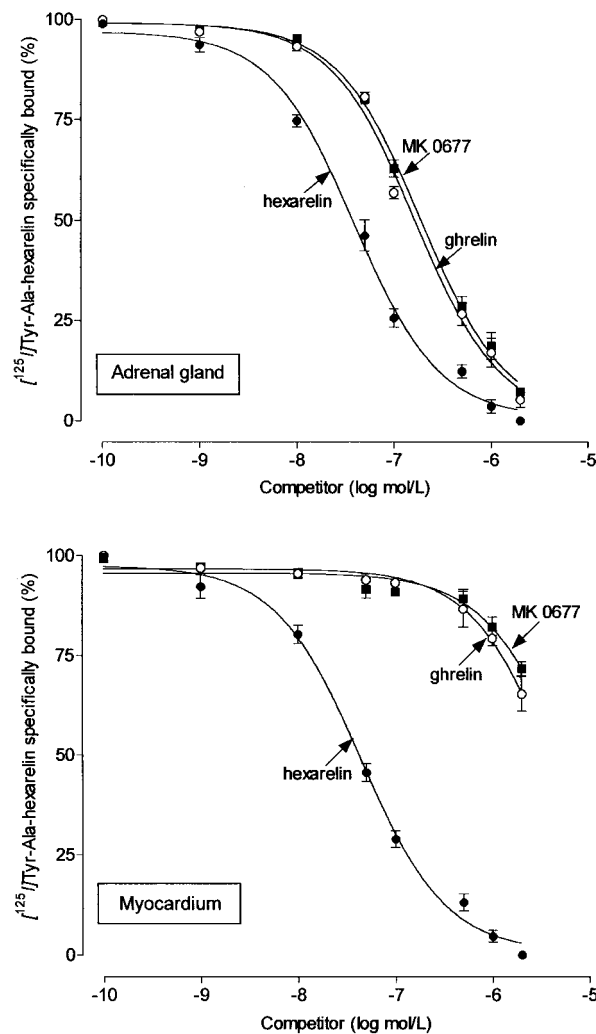 [125I]Tyr-Ala-hexarelin specifically bound (%)
100
75
50
25
0
MK 0677
hexarelin
ghrelin
Adrenal gland
-10 -9 -8 -7 -6 -5
Competitor (log mol/L)
[125I]Tyr-Ala-hexarelin specifically bound (%)
100
75
50
25
0
MK 0677
ghrelin
hexarelin
Myocardium
-10 -9 -8 -7 -6 -5
Competitor (log mol/L)